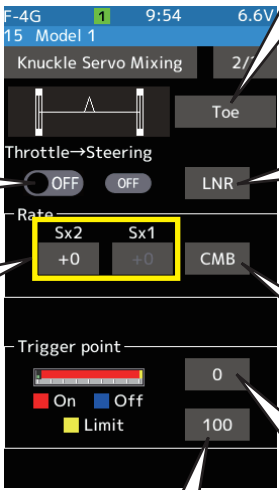 F-4G 1 9:54 6.6V
15 Model 1
Knuckle Servo Mixing 2/
Toe
Throttle→Steering
OFF OFF LNR
Rate
Sx2 Sx1
+0 +0 CMB
Trigger point
0
On Off
Limit 100